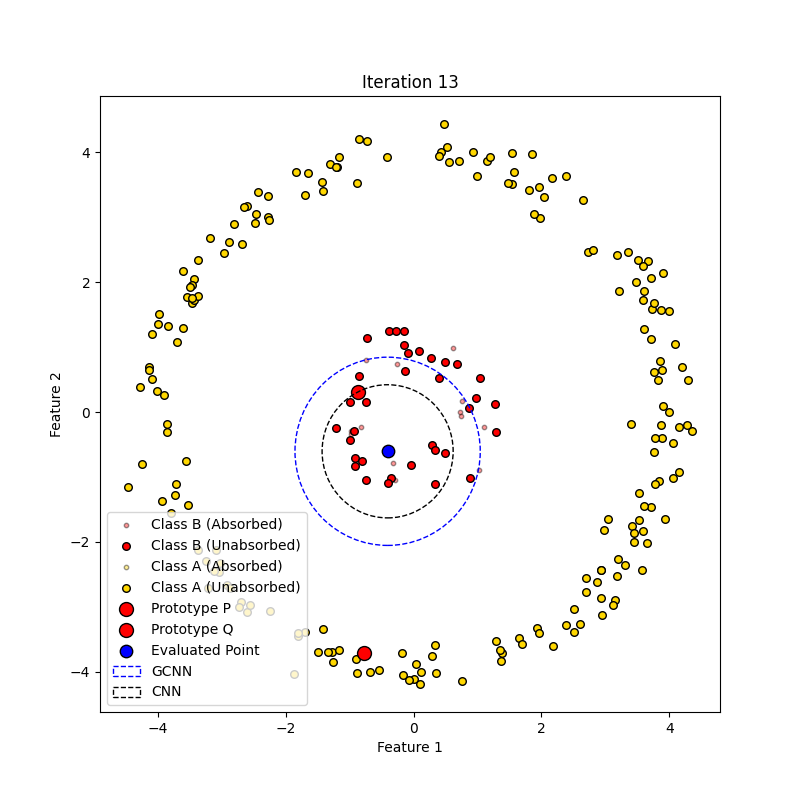 Iteration 13
Feature 2
4
2
0
−2
−4
Class B (Absorbed)
Class B (Unabsorbed)
Class A (Absorbed)
Class A (Unabsorbed)
Prototype P
Prototype Q
Evaluated Point
GCNN
CNN
−4 −2 0 2 4
Feature 1